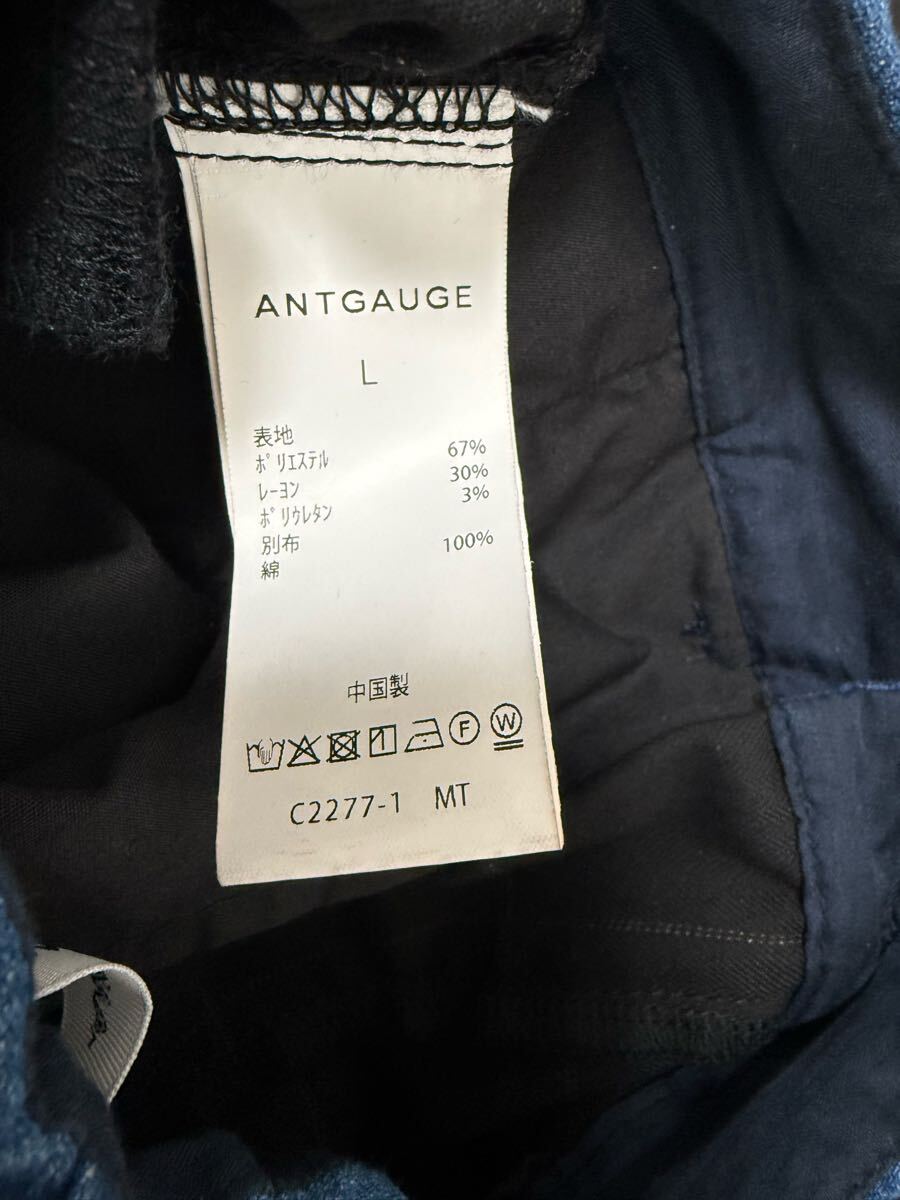 ANTGAUGE
L
表地
ﾎﾟﾘｴｽﾃﾙ 67%
ﾚｰﾖﾝ 30%
ﾎﾟﾘｳﾚﾀﾝ 3%
別布
綿 100%
中国製
F W
C2277-1 MT